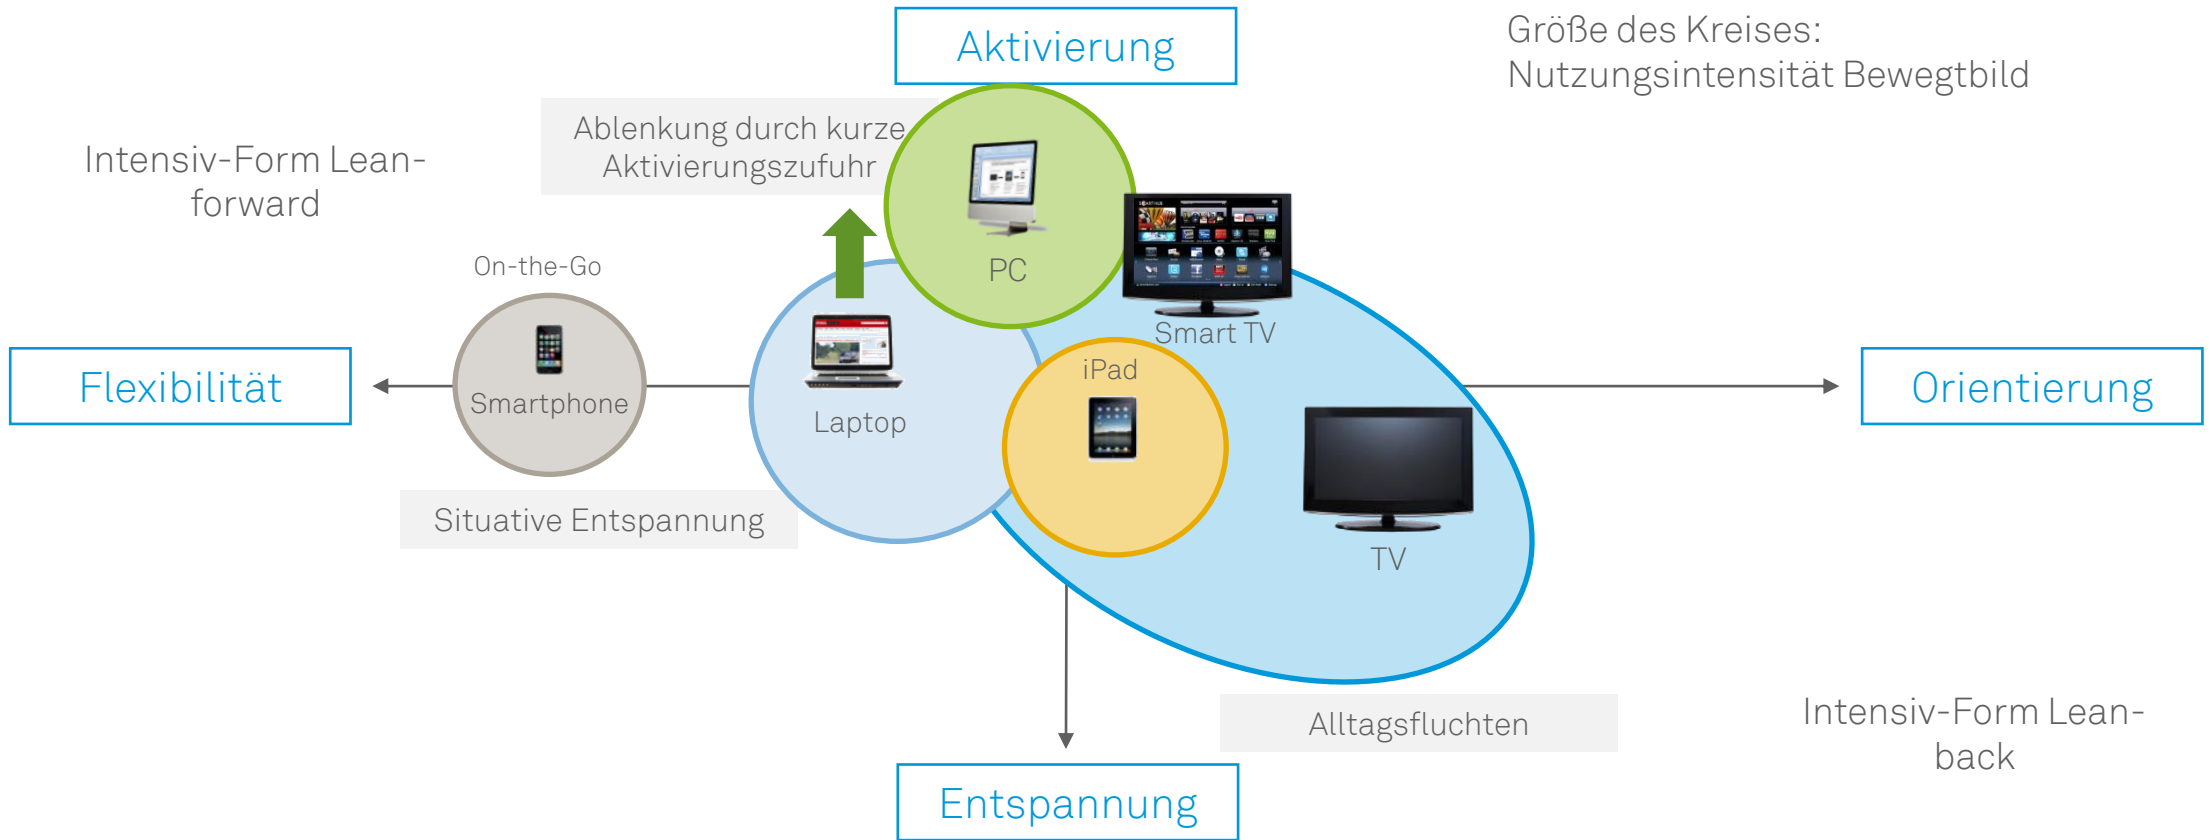 Aktivierung
Größe des Kreises:
Nutzungsintensität Bewegtbild
Ablenkung durch kurze
Aktivierungszufuhr
Intensiv-Form Lean-
forward
PC
On-the-Go
Smart TV
iPad
Flexibilität
Smartphone
Laptop
Orientierung
Situative Entspannung
TV
Alltagsfluchten
Intensiv-Form Lean-
back
Entspannung